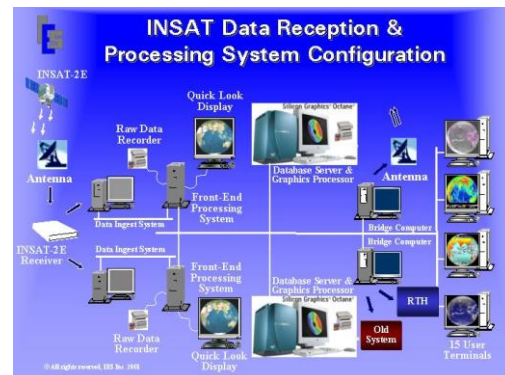 INSAT Data Reception &
Processing System Configuration
INSAT-2E
Quick Look
Display
Silicon Graphics Octane
Raw Data
Recorder
Antenna
Front-End
Processing
System
Database Server &
Graphics Processor
Antenna
Data Ingest System
Bridge Computer
INSAT-2E
Receiver
Data Ingest System
Bridge Computer
Front-End
Processing
System
Database Server &
Graphics Processor
Silicon Graphics Octane
RTH
Raw Data
Recorder
Quick Look
Display
Old
System
15 User
Terminals
© All rights reserved, IES Inc.